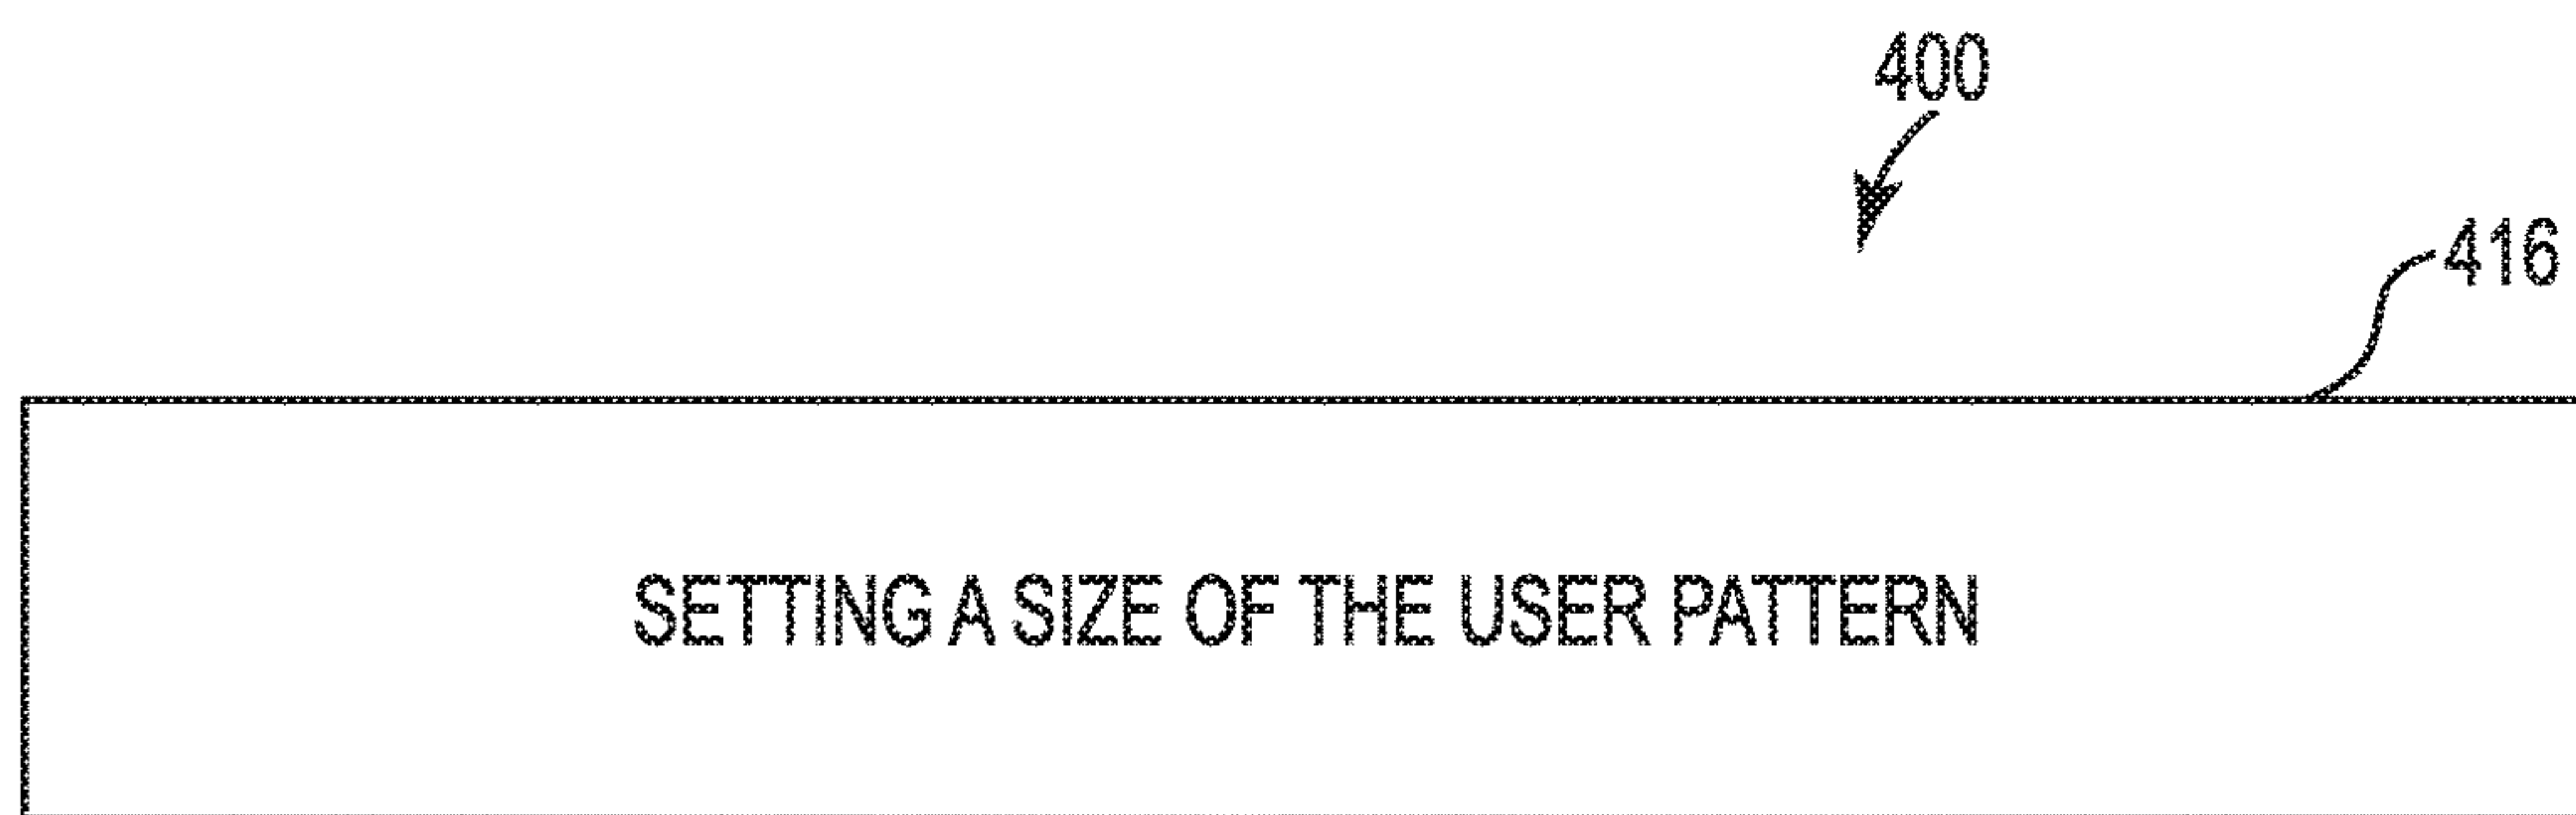 400
416
SETTING A SIZE OF THE USER PATTERN